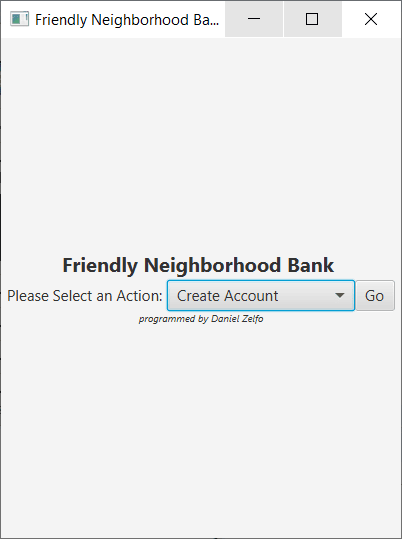 Friendly Neighborhood Ba...
Friendly Neighborhood Bank
Please Select an Action: Create Account Go
programmed by Daniel Zelfo